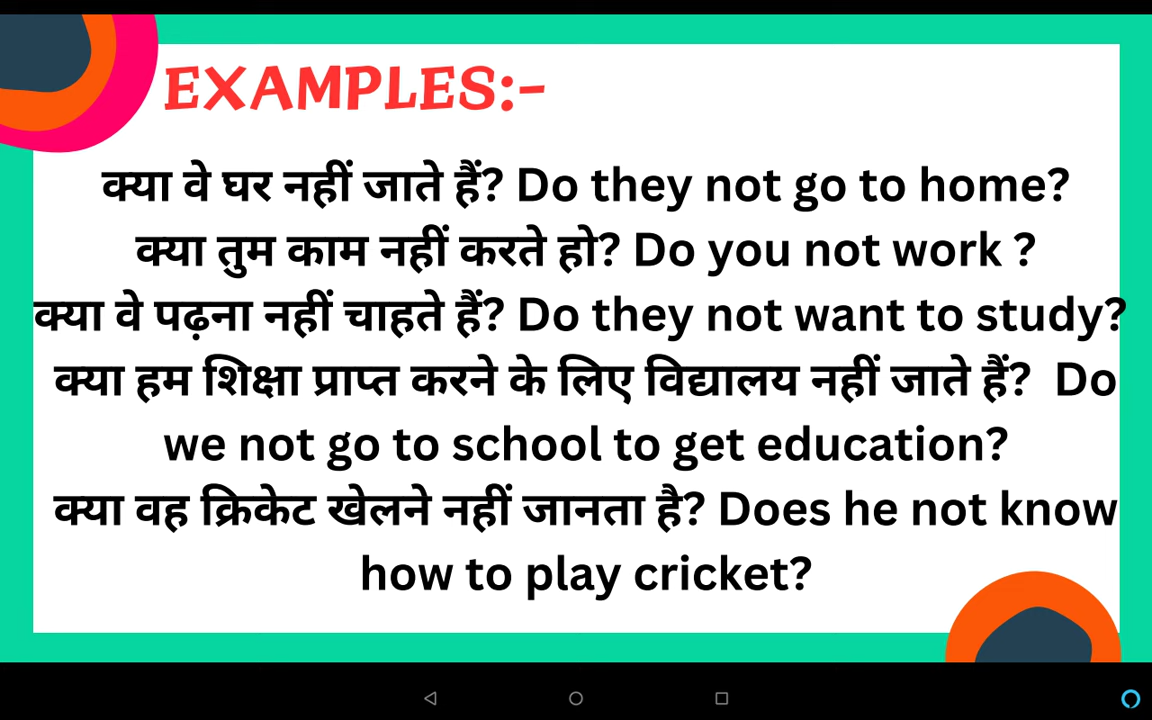 EXAMPLES:-
क्या वे घर नहीं जाते हैं? Do they not go to home?
क्या तुम काम नहीं करते हो? Do you not work ?
क्या वे पढ़ना नहीं चाहते हैं? Do they not want to study?
क्या हम शिक्षा प्राप्त करने के लिए विद्यालय नहीं जाते हैं?  Do
we not go to school to get education?
क्या वह क्रिकेट खेलने नहीं जानता है? Does he not know
how to play cricket?